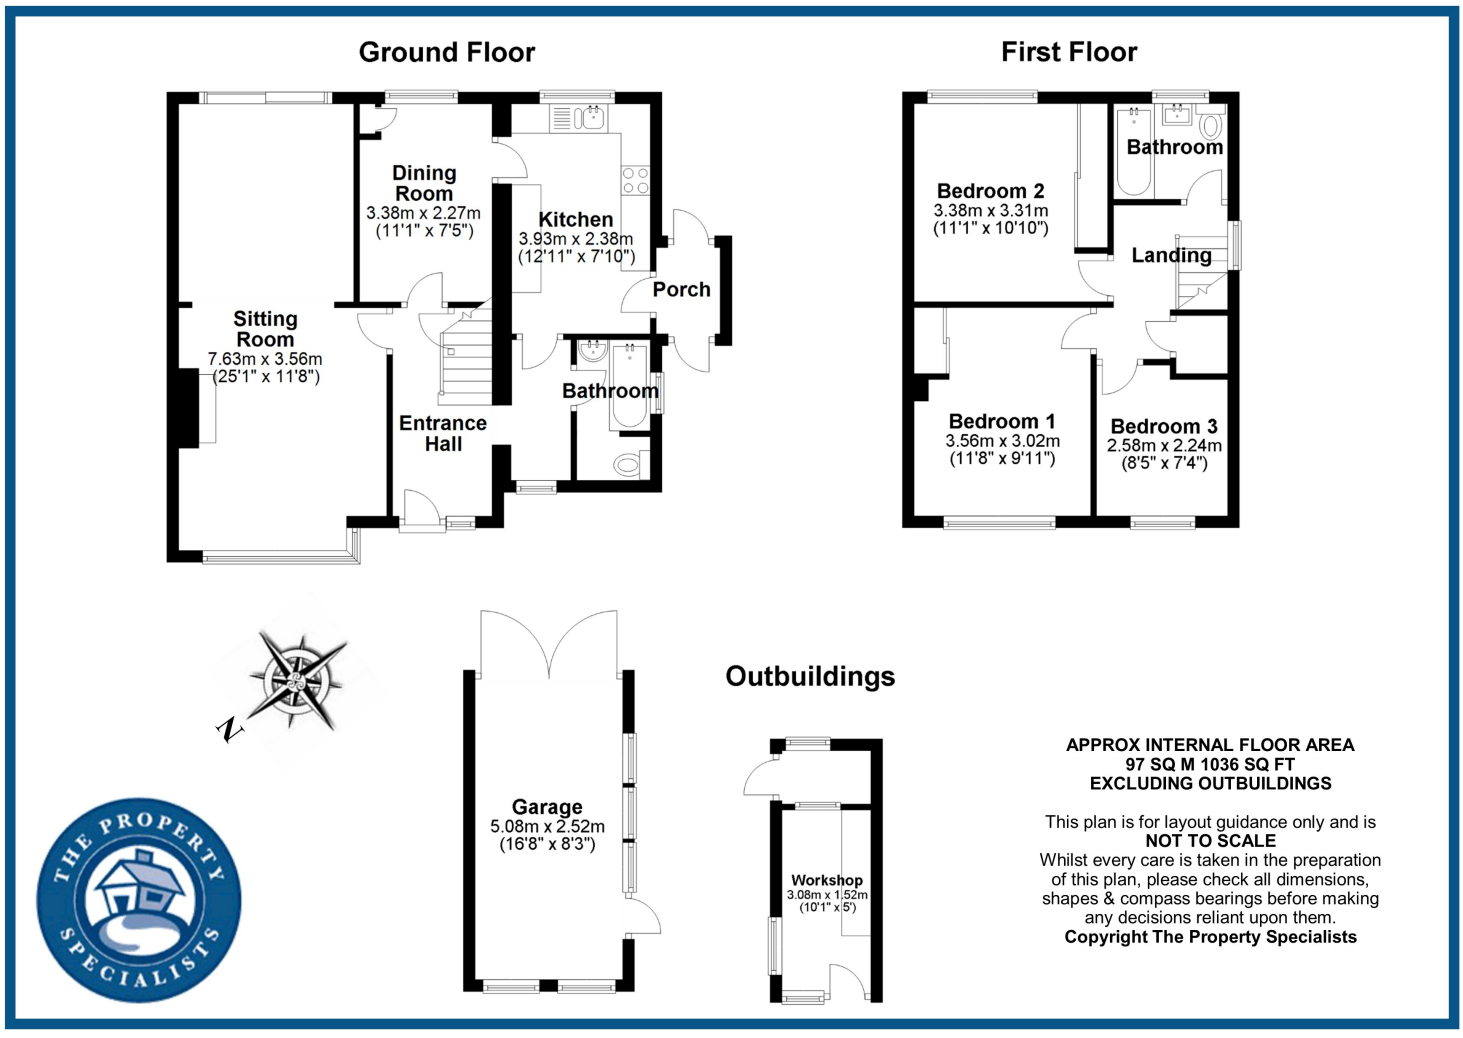 Ground Floor
First Floor
Dining
Room
3.38m x 2.27m
(11'1" x 7'5")
Kitchen
3.93m x 2.38m
(12'11" x 7'10")
Porch
Sitting
Room
7.63m x 3.56m
(25'1" x 11'8")
Entrance
Hall
Bathroom
Bedroom 2
3.38m x 3.31m
(11'1" x 10'10")
Bathroom
Landing
Bedroom 1
3.56m x 3.02m
(11'8" x 9'11")
Bedroom 3
2.58m x 2.24m
(8'5" x 7'4")
N
Outbuildings
Garage
5.08m x 2.52m
(16'8" x 8'3")
Workshop
3.08m x 1.52m
(10'1" x 5')
THE PROPERTY
SPECIALISTS
APPROX INTERNAL FLOOR AREA
97 SQ M 1036 SQ FT
EXCLUDING OUTBUILDINGS
This plan is for layout guidance only and is
NOT TO SCALE
Whilst every care is taken in the preparation
of this plan, please check all dimensions,
shapes & compass bearings before making
any decisions reliant upon them.
Copyright The Property Specialists